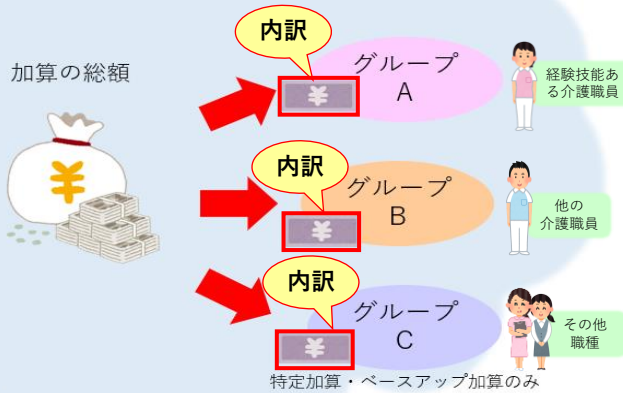 加算の総額
¥
内訳
¥
グループ
A
経験技能あ
る介護職員
内訳
¥
グループ
B
他の
介護職員
内訳
¥
グループ
C
その他
職種
特定加算・ベースアップ加算のみ